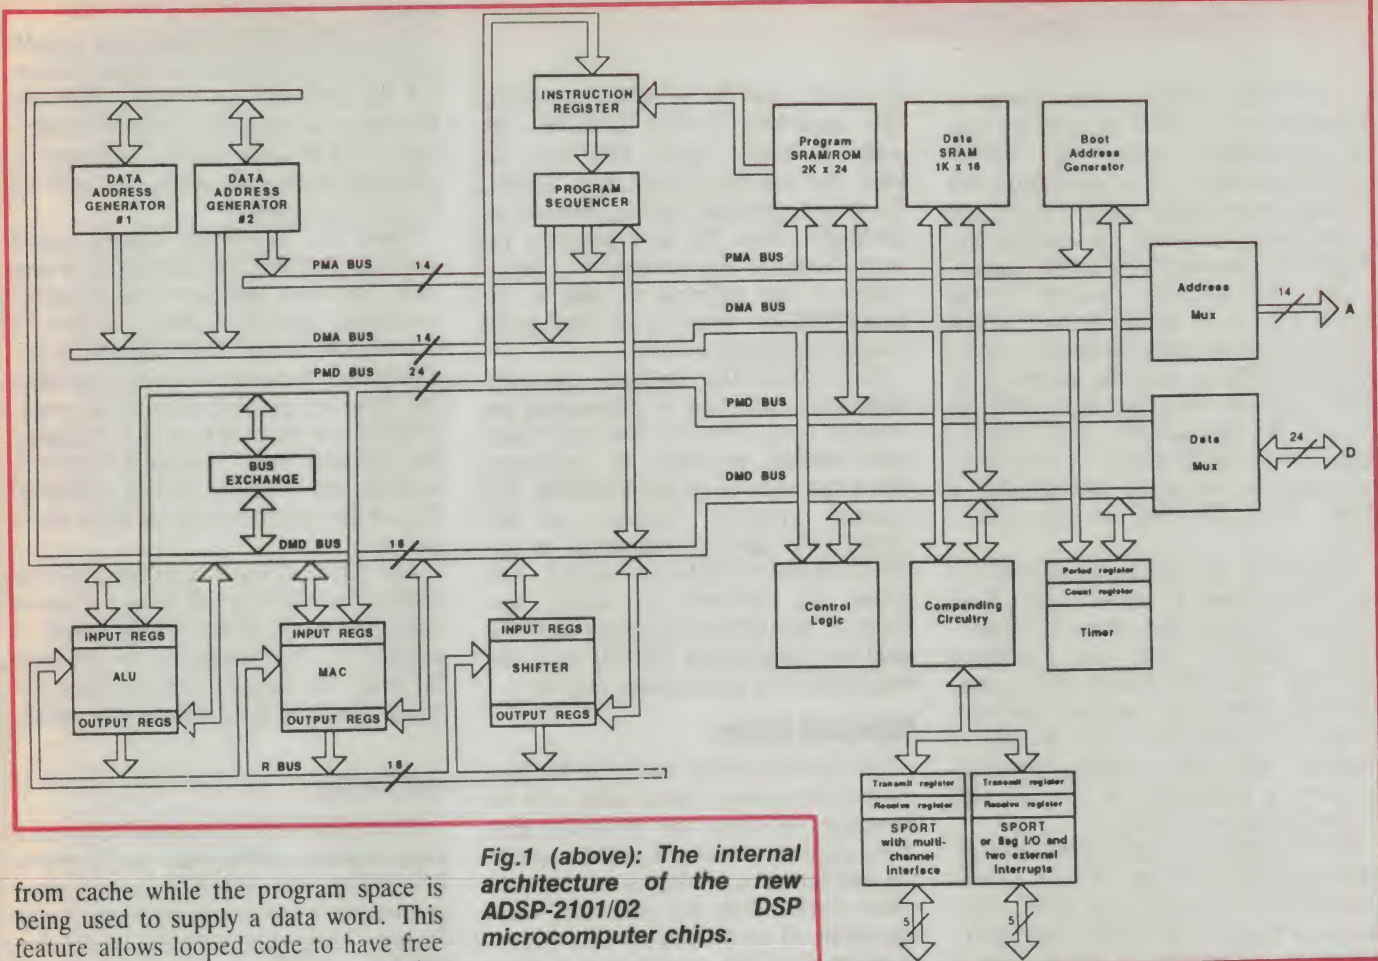 INSTRUCTION
REGISTER
Program
SRAM/ROM
2K x 24
Data
SRAM
1K x 16
Boot
Address
Generator
DATA
ADDRESS
GENERATOR
#1
DATA
ADDRESS
GENERATOR
#2
PROGRAM
SEQUENCER
PMA BUS 14
PMA BUS
Address
Mux
14
A
DMA BUS
DMA BUS 14
PMD BUS 24
PMD BUS
Data
Mux
24
D
BUS
EXCHANGE
DMD BUS
DMD BUS 16
Control
Logic
Companding
Circuitry
Period register
Count register
Timer
INPUT REGS
ALU
OUTPUT REGS
INPUT REGS
MAC
OUTPUT REGS
INPUT REGS
SHIFTER
OUTPUT REGS
R BUS 16
Transmit register
Receive register
SPORT
with multi-
channel
Interface
5
Transmit register
Receive register
SPORT
or flag I/O and
two external
Interrupts
5
Fig.1 (above): The internal
architecture of the new
ADSP-2101/02 DSP
microcomputer chips.
from cache while the program space is
being used to supply a data word. This
feature allows looped code to have free